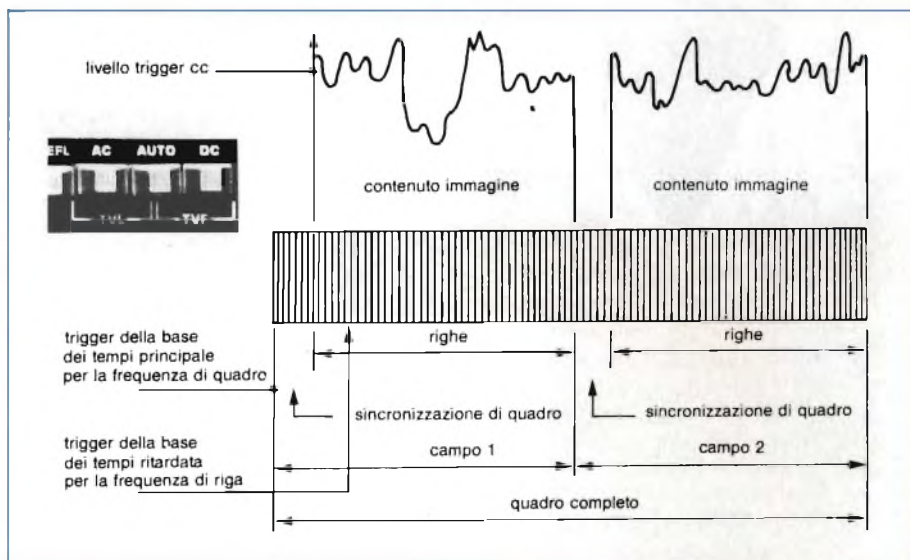 livello trigger cc
EFL AC AUTO DC
TVL TVF
contenuto immagine
contenuto immagine
trigger della base
dei tempi principale
per la frequenza di quadro
righe
righe
sincronizzazione di quadro
sincronizzazione di quadro
trigger della base
dei tempi ritardata
per la frequenza di riga
campo 1
campo 2
quadro completo